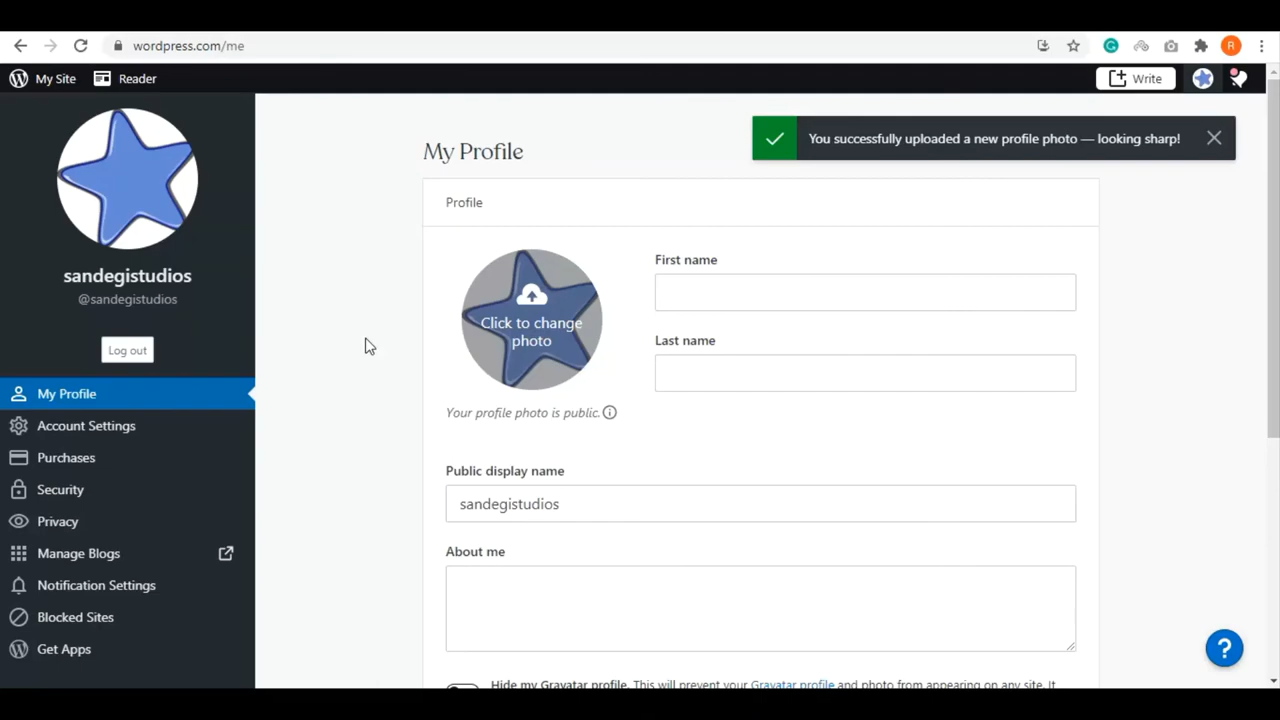 wordpress.com/me
R
My Site
Reader
Write
sandegistudios
@sandegistudios
Log out
My Profile
Account Settings
Purchases
Security
Privacy
Manage Blogs
Notification Settings
Blocked Sites
Get Apps
My Profile
You successfully uploaded a new profile photo — looking sharp!
Profile
Click to change
photo
Your profile photo is public.
First name
Last name
Public display name
sandegistudios
About me
Hide my Gravatar profile. This will prevent your Gravatar profile and photo from appearing on any site. It
?